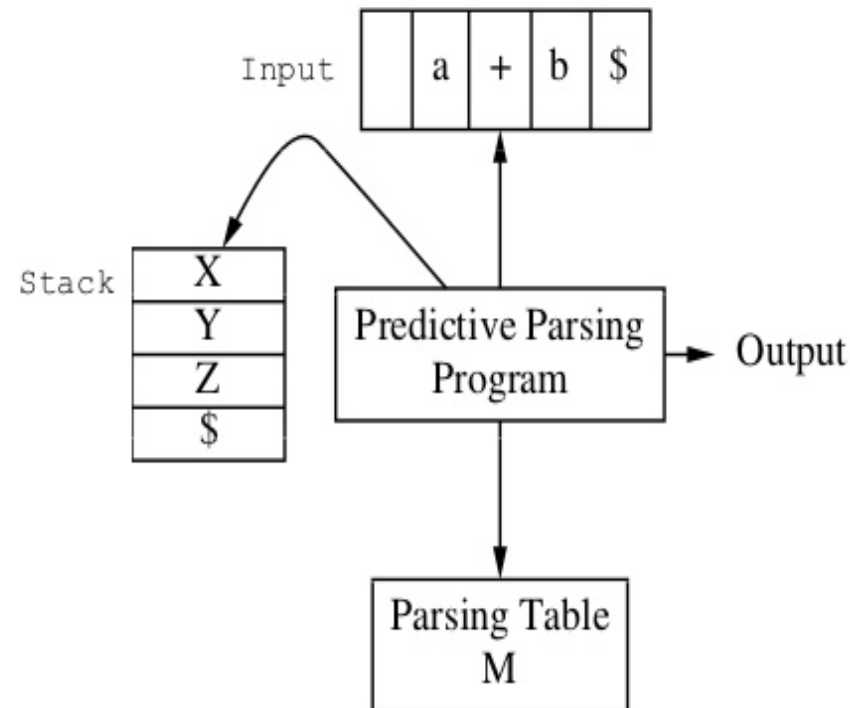 Input
a + b $
Stack
X
Y
Z
$
Predictive Parsing
Program
Output
Parsing Table
M